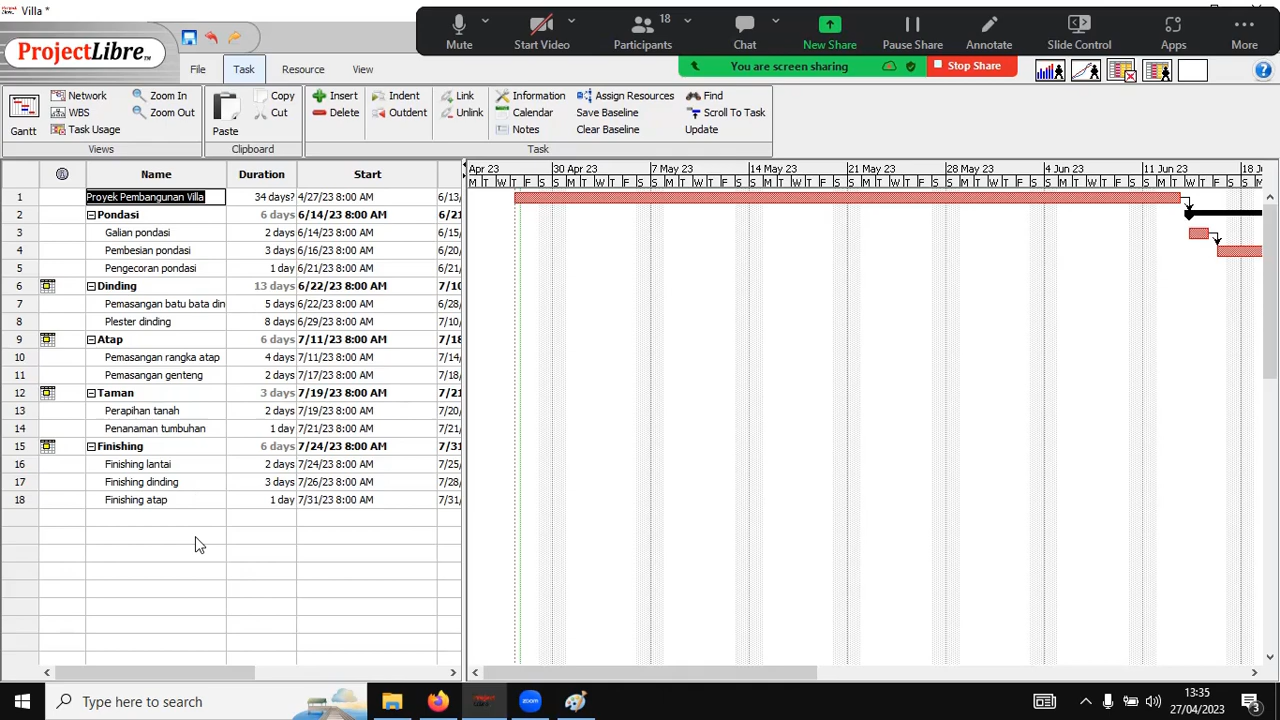 Villa *
Mute
Start Video
Participants
18
Chat
New Share
Pause Share
Annotate
Slide Control
Apps
More
You are screen sharing
Stop Share
ProjectLibre
File
Task
Resource
View
Gantt
Network
WBS
Task Usage
Views
Zoom In
Zoom Out
Paste
Copy
Cut
Clipboard
Insert
Delete
Indent
Outdent
Link
Unlink
Information
Calendar
Notes
Assign Resources
Save Baseline
Clear Baseline
Find
Scroll To Task
Update
Task
Name Duration Start
Apr 23 30 Apr 23 7 May 23 14 May 23 21 May 23 28 May 23 4 Jun 23 11 Jun 23 18 J
M T W T F S S M T W T F S S M T W T F S S M T W T F S S M T W T F S S M T W T F S S M T W T F S S M T W T F S S
1 Proyek Pembangunan Villa 34 days? 4/27/23 8:00 AM 6/13/
2 Pondasi 6 days 6/14/23 8:00 AM 6/21
3 Galian pondasi 2 days 6/14/23 8:00 AM 6/15/
4 Pembesian pondasi 3 days 6/16/23 8:00 AM 6/20/
5 Pengecoran pondasi 1 day 6/21/23 8:00 AM 6/21/
6 Dinding 13 days 6/22/23 8:00 AM 7/10
7 Pemasangan batu bata din 5 days 6/22/23 8:00 AM 6/28/
8 Plester dinding 8 days 6/29/23 8:00 AM 7/10/
9 Atap 6 days 7/11/23 8:00 AM 7/18
10 Pemasangan rangka atap 4 days 7/11/23 8:00 AM 7/14/
11 Pemasangan genteng 2 days 7/17/23 8:00 AM 7/18/
12 Taman 3 days 7/19/23 8:00 AM 7/21
13 Perapihan tanah 2 days 7/19/23 8:00 AM 7/20/
14 Penanaman tumbuhan 1 day 7/21/23 8:00 AM 7/21/
15 Finishing 6 days 7/24/23 8:00 AM 7/31
16 Finishing lantai 2 days 7/24/23 8:00 AM 7/25/
17 Finishing dinding 3 days 7/26/23 8:00 AM 7/28/
18 Finishing atap 1 day 7/31/23 8:00 AM 7/31/
Type here to search
zoom
13:35
27/04/2023
3